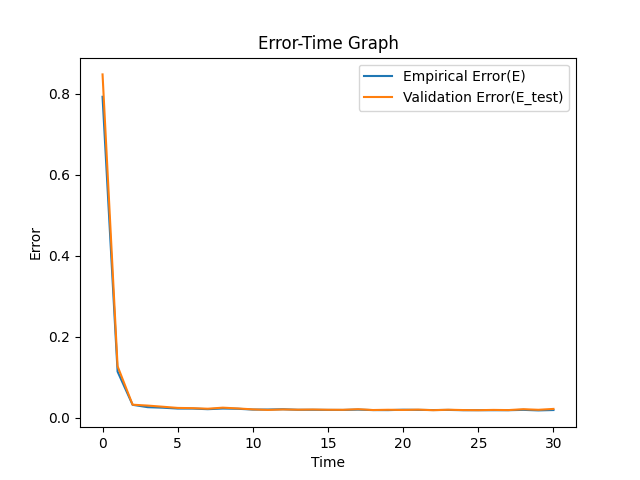 Error-Time Graph
Empirical Error(E)
Validation Error(E_test)
0.8
0.6
0.4
0.2
0.0
Error
0 5 10 15 20 25 30
Time